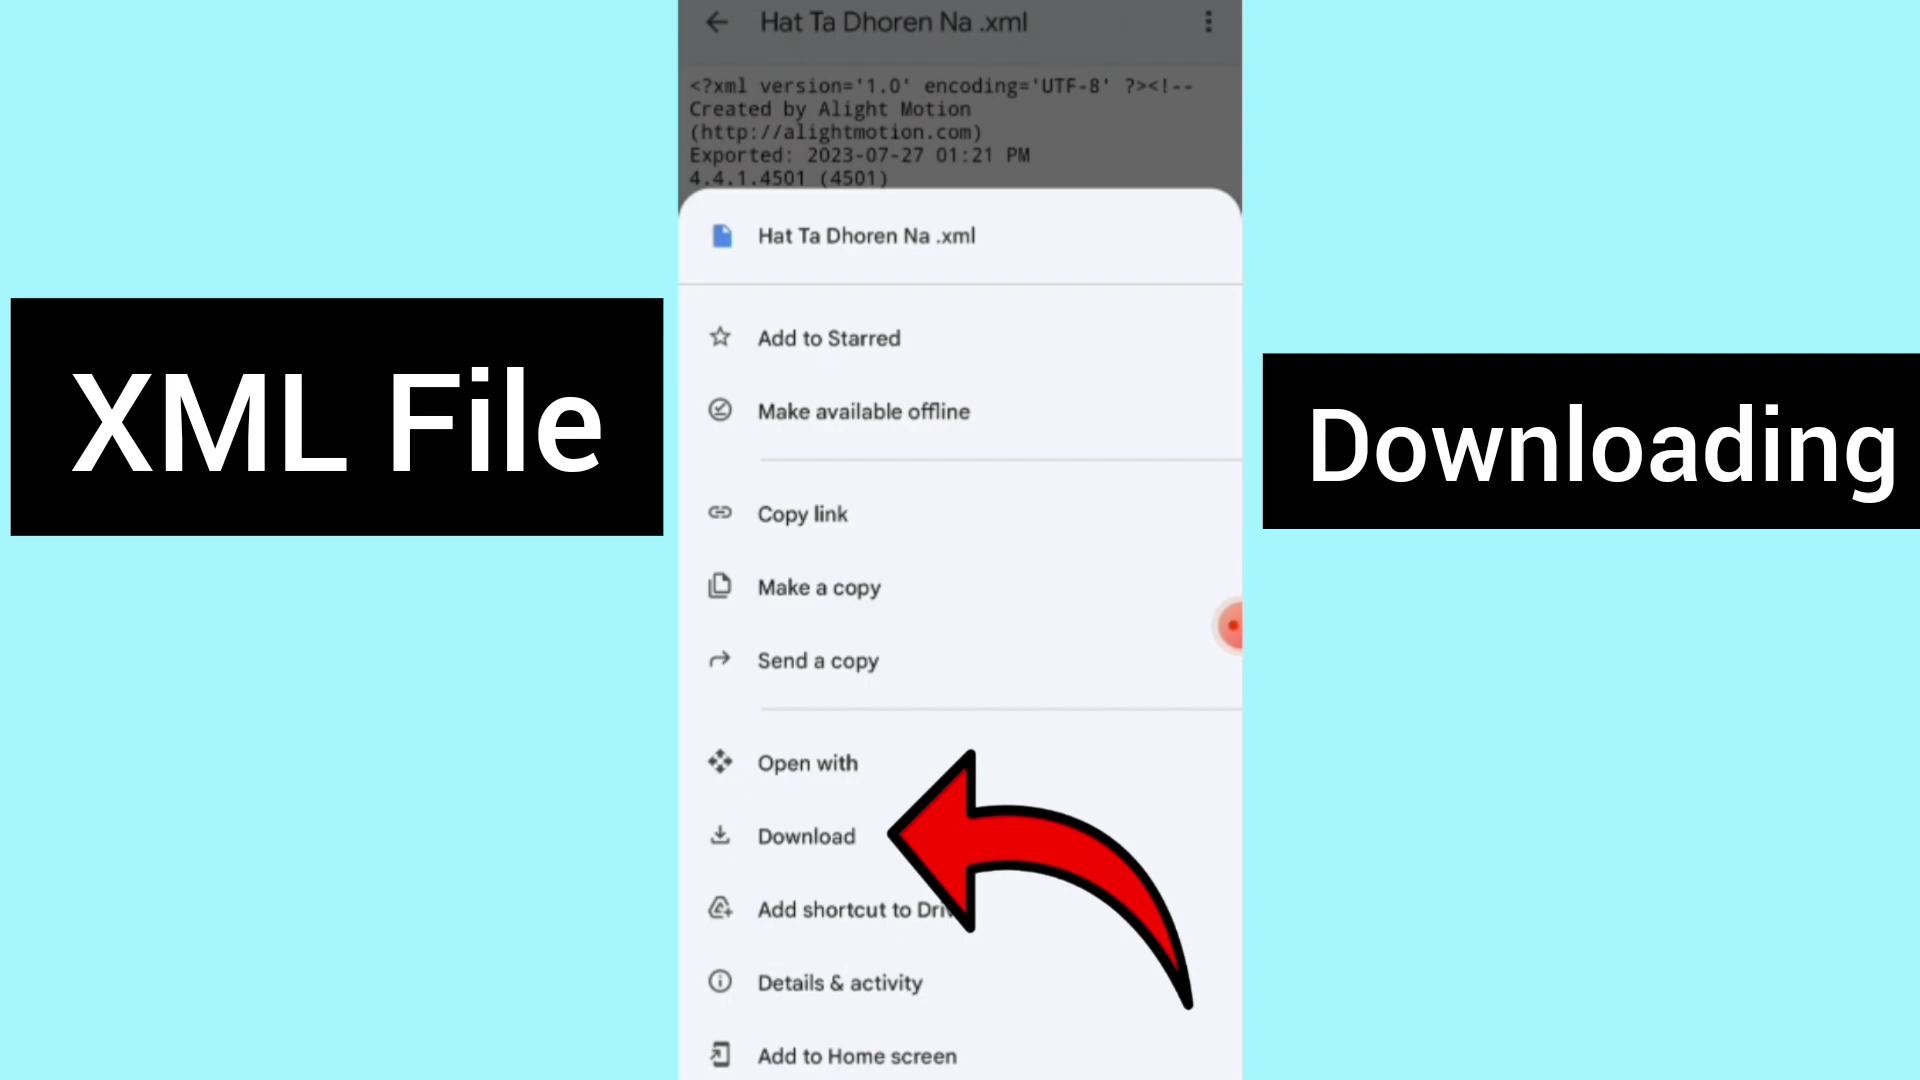 Hat Ta Dhoren Na .xml
<?xml version='1.0' encoding='UTF-8' ?><!--
Created by Alight Motion
(http://alightmotion.com)
Exported: 2023-07-27 01:21 PM
4.4.1.4501 (4501)
Hat Ta Dhoren Na .xml
Add to Starred
Make available offline
XML File
Downloading
Copy link
Make a copy
Send a copy
Open with
Download
Add shortcut to Driv
Details & activity
Add to Home screen